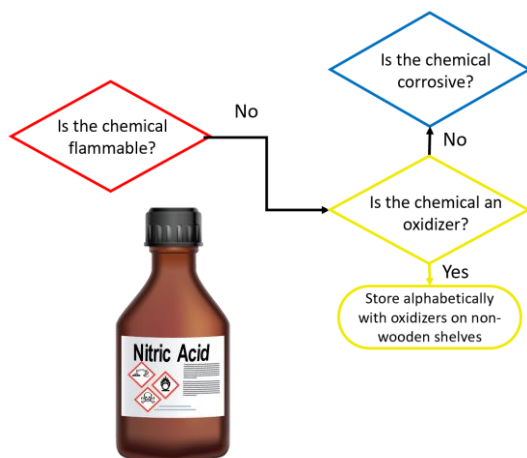 Is the chemical
flammable?
No
Is the chemical
corrosive?
No
Is the chemical an
oxidizer?
Yes
Store alphabetically
with oxidizers on non-
wooden shelves
Nitric Acid